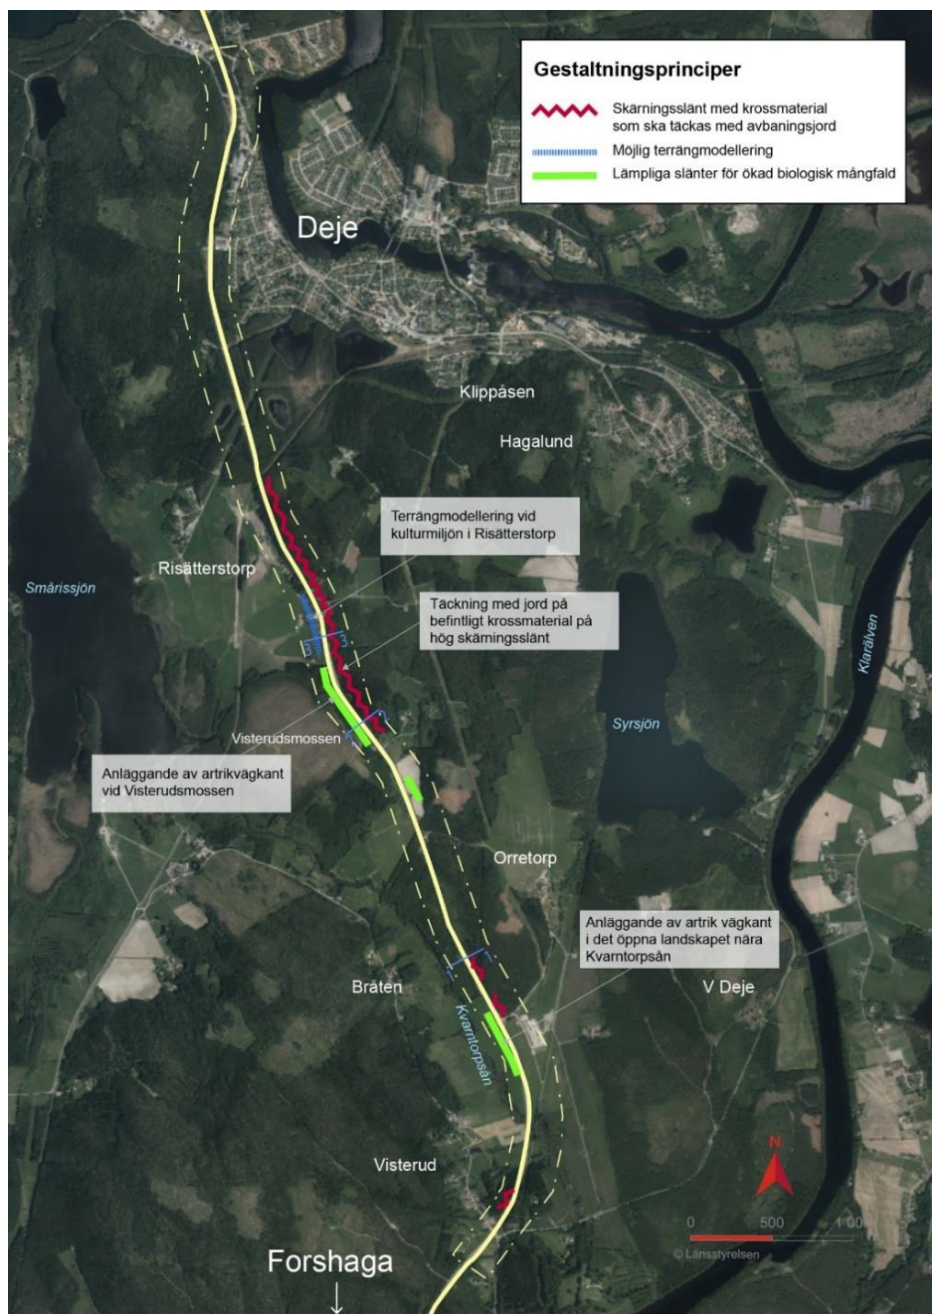 Gestaltningsprinciper
Skärningsslänt med krossmaterial
som ska täckas med avbaningsjord
Möjlig terrängmodellering
Lämpliga slänter för ökad biologisk mångfald
Deje
Klippåsen
Hagalund
Terrängmodellering vid
kulturmiljön i Risätterstorp
Risätterstorp
Smårissjön
Täckning med jord på
befintligt krossmaterial på
hög skärningsslänt
Klarälven
Syrsjön
Visterudsmossen
Anläggande av artrikvägkant
vid Visterudsmossen
Orretorp
Anläggande av artrik vägkant
i det öppna landskapet nära
Kvarntorpsån
Bråten
V Deje
Kvarntorpsån
Visterud
N
0 500 1 000
© Länsstyrelsen
Forshaga